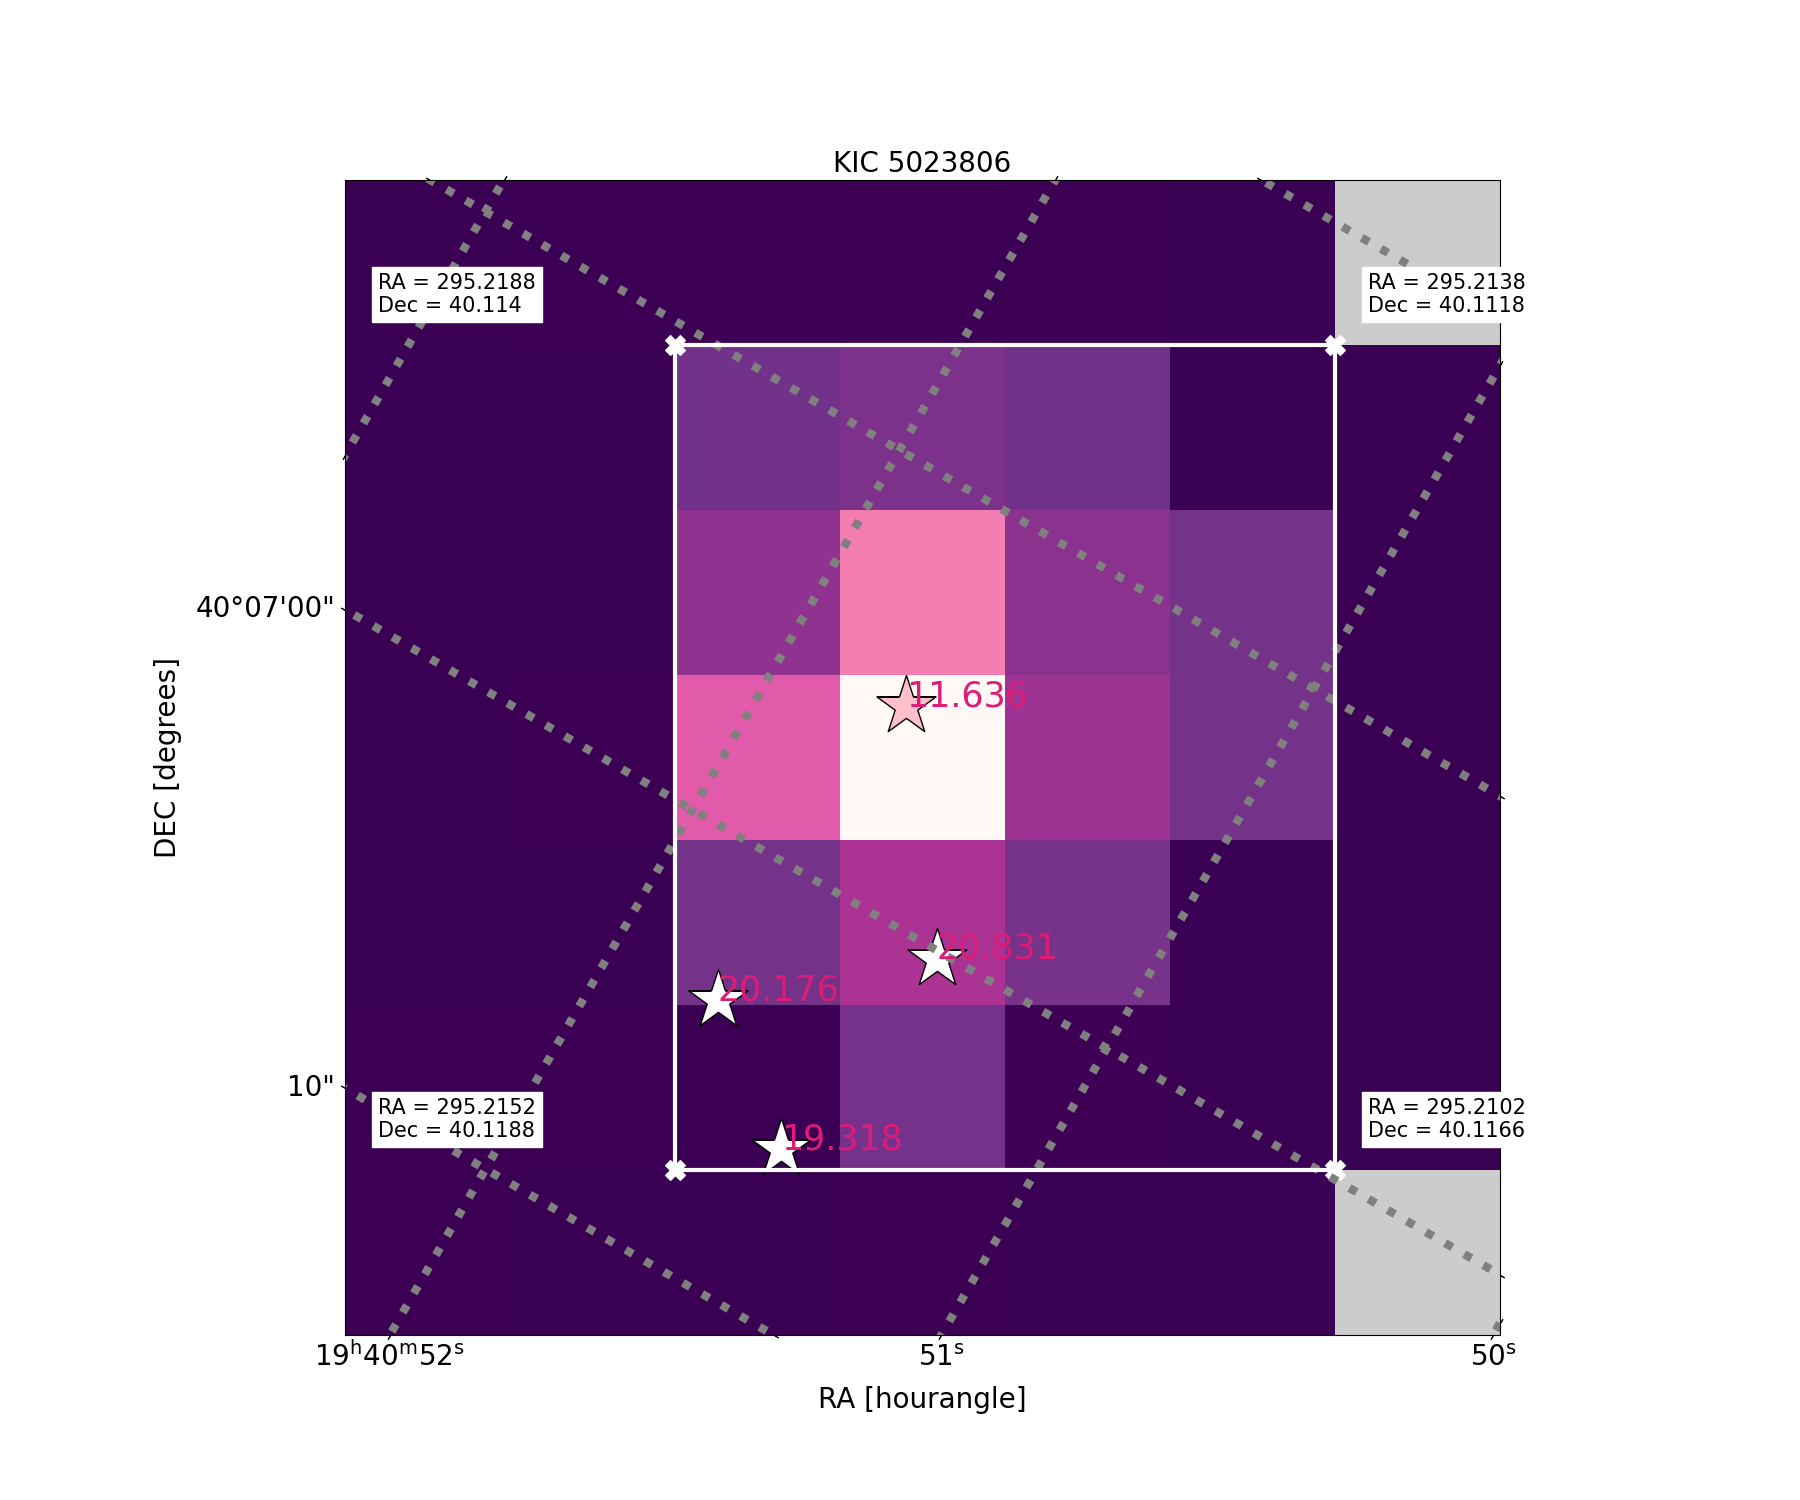 KIC 5023806
RA = 295.2188
Dec = 40.114
RA = 295.2138
Dec = 40.1118
40°07'00"
11.636
20.831
20.176
10"
RA = 295.2152
Dec = 40.1188
RA = 295.2102
Dec = 40.1166
19.318
DEC [degrees]
19ʰ40ᵐ52ˢ
51ˢ
50ˢ
RA [hourangle]